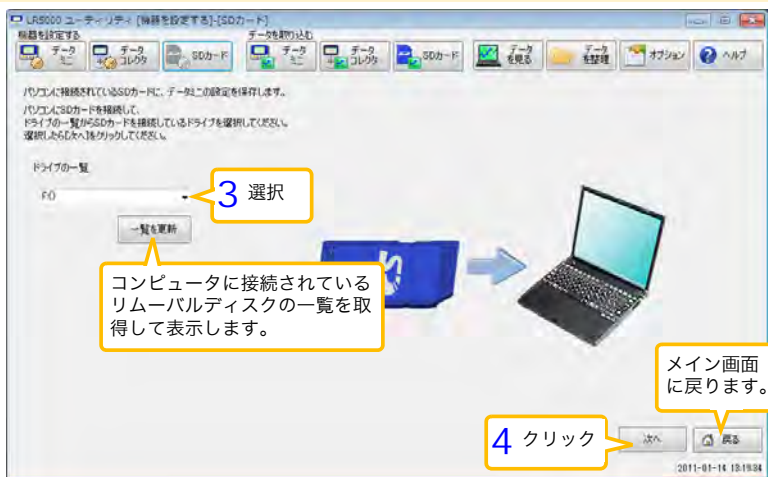 LR5000 ユーティリティ [機器を設定する]-[SDカード]
機器を設定する
データを取り込む
データ
ミニ
データ
コレクタ
SDカード
データ
ミニ
データ
コレクタ
SDカード
データ
を見る
データ
を整理
オプション
ヘルプ
パソコンに接続されているSDカードに、データミニの設定を保存します。
パソコンにSDカードを接続して、
ドライブの一覧からSDカードを接続しているドライブを選択してください。
選択したら[次へ]をクリックしてください。
ドライブの一覧
F:()
3 選択
一覧を更新
コンピュータに接続されている
リムーバルディスクの一覧を取
得して表示します。
メイン画面
に戻ります。
4 クリック
次へ
戻る
2011-01-14 13:19:34